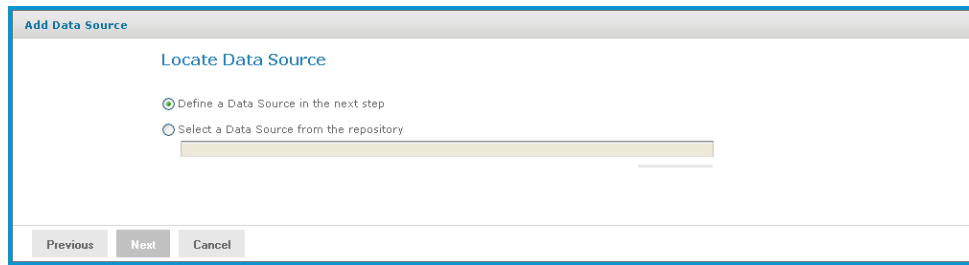 Add Data Source
Locate Data Source
Define a Data Source in the next step
Select a Data Source from the repository
Previous Next Cancel